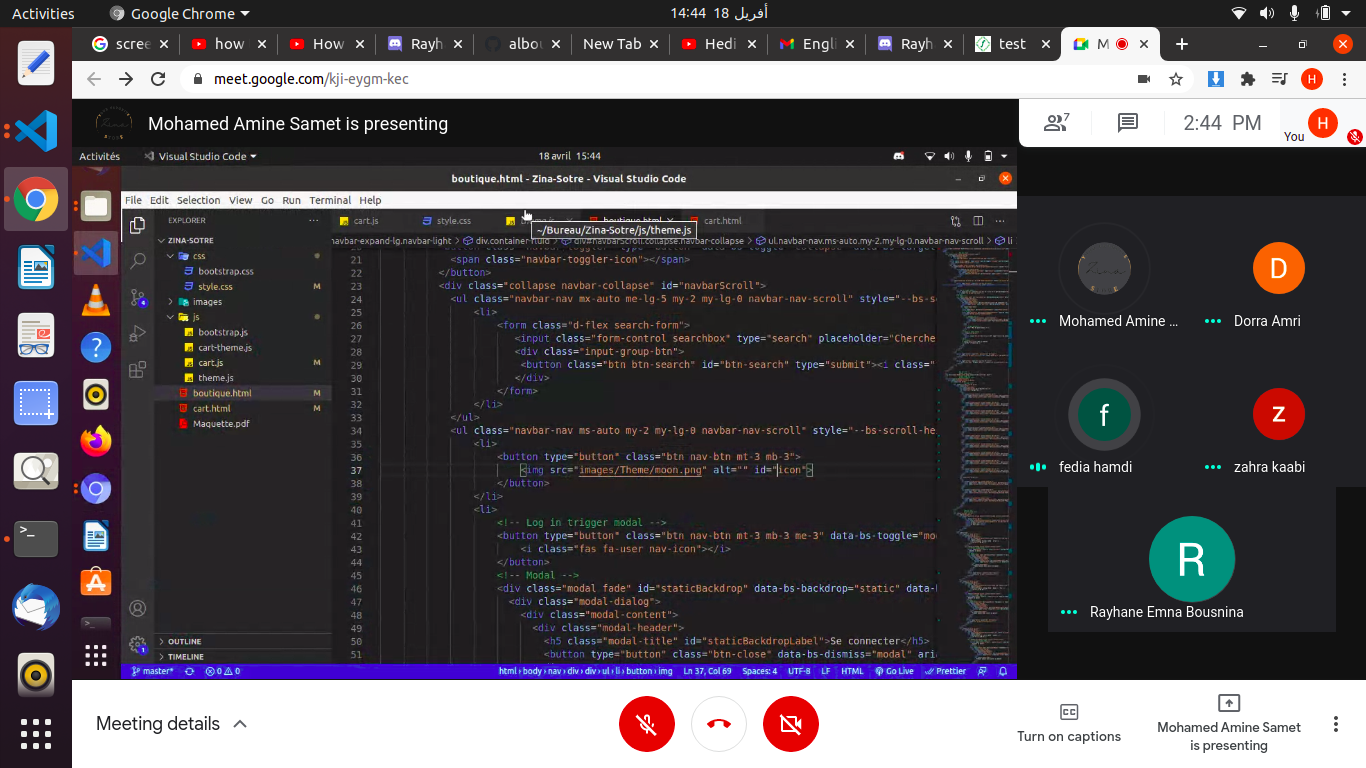 Activities
Google Chrome
14:44 18 أفريل
scree
how
How
Rayh
albou
New Tab
Hedi
Engli
Rayh
test
M
meet.google.com/kji-eygm-kec
H
Mohamed Amine Samet is presenting
7
2:44 PM
You
H
Activités
Visual Studio Code
18 avril 15:44
boutique.html - Zina-Sotre - Visual Studio Code
File Edit Selection View Go Run Terminal Help
EXPLORER
cart.js
style.css
boutique.html
cart.html
~/Bureau/Zina-Sotre/js/theme.js
navbar-expand-lg.navbar-light > div.container-fluid > div#navbarScroll.collapse.navbar-collapse > ul.navbar-nav.ms-auto.my-2.my-lg-0.navbar-nav-scroll > li
ZINA-SOTRE
css
bootstrap.css
style.css M
images
js
bootstrap.js
cart-theme.js
cart.js M
theme.js
boutique.html M
cart.html M
Maquette.pdf
OUTLINE
TIMELINE
21 <span class="navbar-toggler-icon"></span>
22 </button>
23 <div class="collapse navbar-collapse" id="navbarScroll">
24 <ul class="navbar-nav mx-auto me-lg-5 my-2 my-lg-0 navbar-nav-scroll" style="--bs-s
25 <li>
26 <form class="d-flex search-form">
27 <input class="form-control searchbox" type="search" placeholder="Cherche
28 <div class="input-group-btn">
29 <button class="btn btn-search" id="btn-search" type="submit"><i class="
30 </div>
31 </form>
32 </li>
33 </ul>
34 <ul class="navbar-nav ms-auto my-2 my-lg-0 navbar-nav-scroll" style="--bs-scroll-he
35 <li>
36 <button type="button" class="btn nav-btn mt-3 mb-3">
37 <img src="images/Theme/moon.png" alt="" id="icon">
38 </button>
39 </li>
40 <li>
41 <!-- Log in trigger modal -->
42 <button type="button" class="btn nav-btn mt-3 mb-3 me-3" data-bs-toggle="mo
43 <i class="fas fa-user nav-icon"></i>
44 </button>
45 <!-- Modal -->
46 <div class="modal fade" id="staticBackdrop" data-bs-backdrop="static" data-
47 <div class="modal-dialog">
48 <div class="modal-content">
49 <div class="modal-header">
50 <h5 class="modal-title" id="staticBackdropLabel">Se connecter</h5>
51 <button type="button" class="btn-close" data-bs-dismiss="modal" ari
master* 0 0
html > body > nav > div > div > ul > li > button > img Ln 37, Col 69 Spaces: 4 UTF-8 LF HTML Go Live Prettier
Mohamed Amine ...
D
Dorra Amri
f
fedia hamdi
z
zahra kaabi
R
Rayhane Emna Bousnina
Meeting details
Turn on captions
Mohamed Amine Samet
is presenting